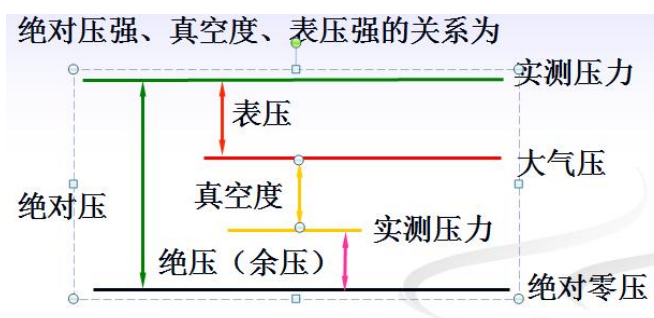 绝对压强、真空度、表压强的关系为
实测压力
表压
大气压
真空度
绝对压
实测压力
绝压（余压）
绝对零压